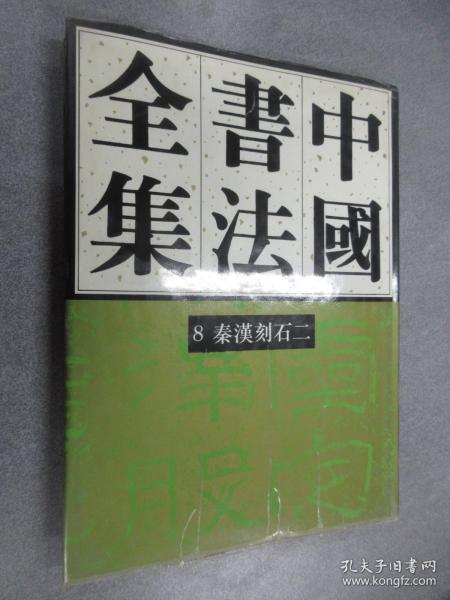 中國
書法
全集
8 秦漢刻石二
孔夫子旧书网
www.kongfz.com